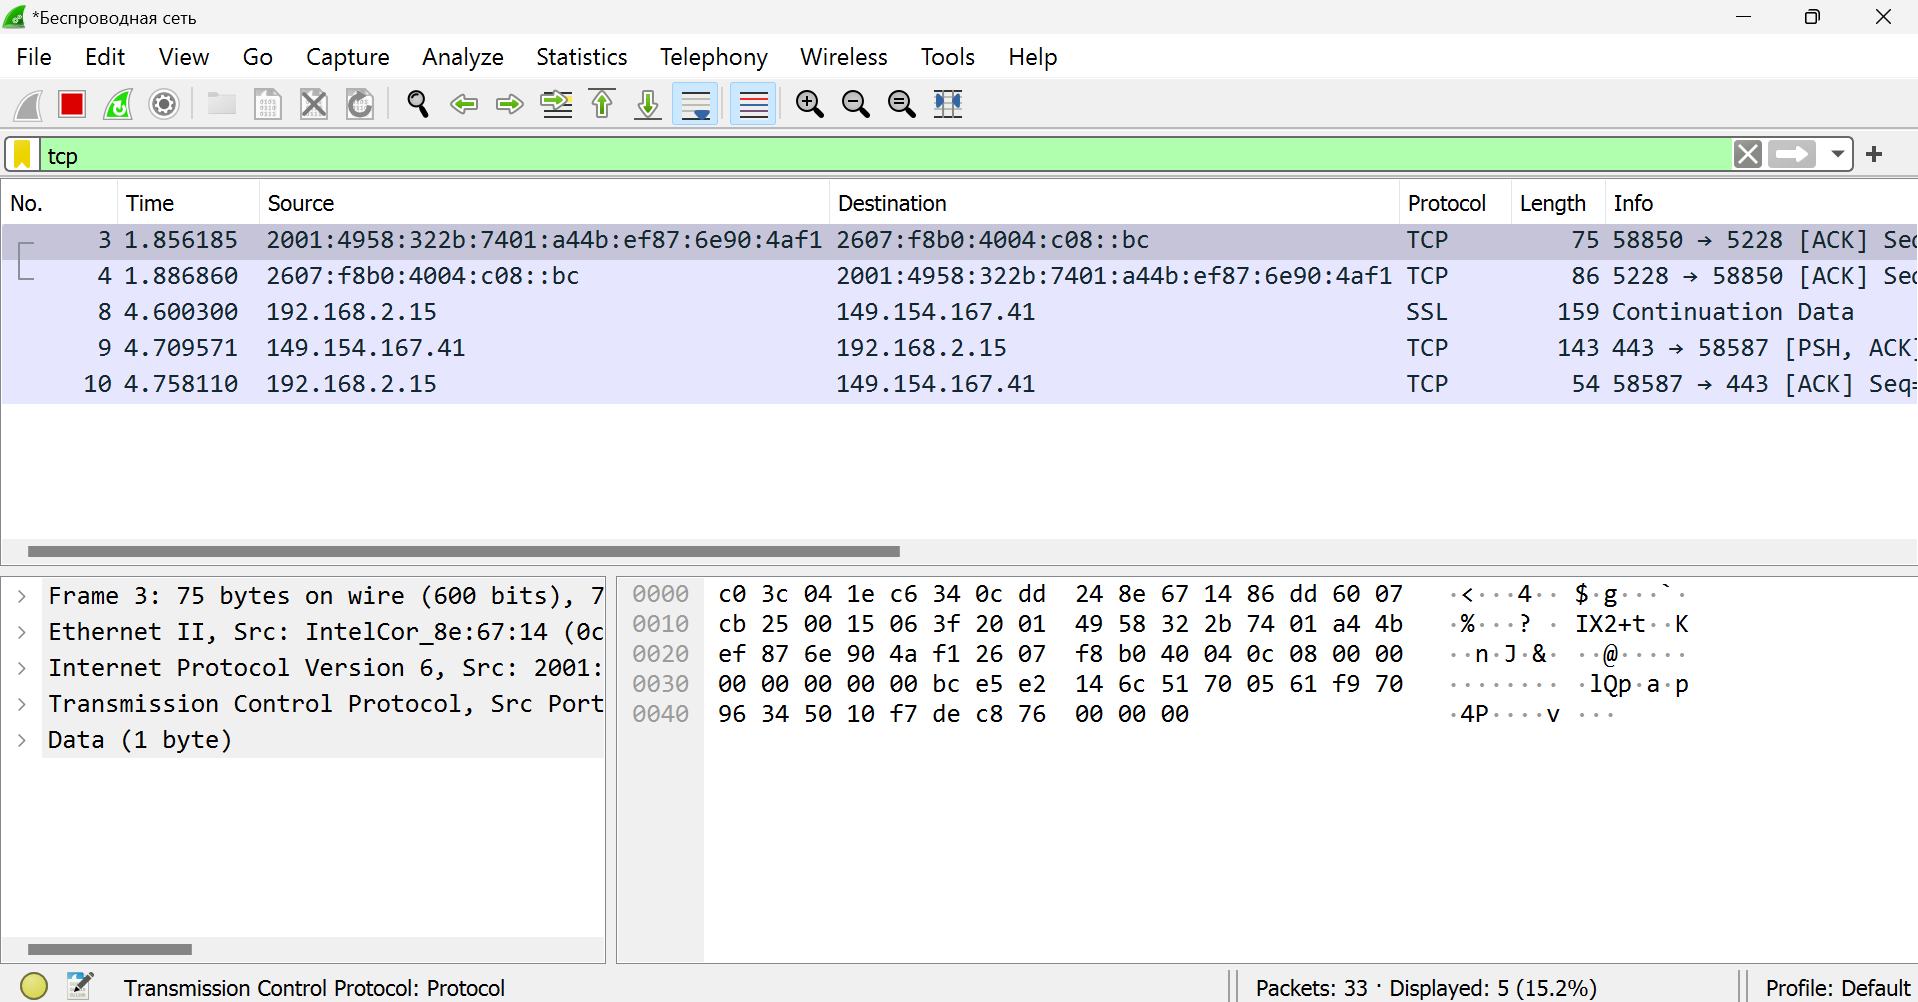 *Беспроводная сеть
File Edit View Go Capture Analyze Statistics Telephony Wireless Tools Help
tcp
No. Time Source Destination Protocol Length Info
3 1.856185 2001:4958:322b:7401:a44b:ef87:6e90:4af1 2607:f8b0:4004:c08::bc TCP 75 58850 → 5228 [ACK] Sec
4 1.886860 2607:f8b0:4004:c08::bc 2001:4958:322b:7401:a44b:ef87:6e90:4af1 TCP 86 5228 → 58850 [ACK] Sec
8 4.600300 192.168.2.15 149.154.167.41 SSL 159 Continuation Data
9 4.709571 149.154.167.41 192.168.2.15 TCP 143 443 → 58587 [PSH, ACK]
10 4.758110 192.168.2.15 149.154.167.41 TCP 54 58587 → 443 [ACK] Seq=
Frame 3: 75 bytes on wire (600 bits), 7
Ethernet II, Src: IntelCor_8e:67:14 (0c
Internet Protocol Version 6, Src: 2001:
Transmission Control Protocol, Src Port
Data (1 byte)
0000 c0 3c 04 1e c6 34 0c dd 24 8e 67 14 86 dd 60 07 ·<···4·· $·g···`·
0010 cb 25 00 15 06 3f 20 01 49 58 32 2b 74 01 a4 4b ·%···? · IX2+t··K
0020 ef 87 6e 90 4a f1 26 07 f8 b0 40 04 0c 08 00 00 ··n·J·&· ··@·····
0030 00 00 00 00 00 bc e5 e2 14 6c 51 70 05 61 f9 70 ········ ·lQp·a·p
0040 96 34 50 10 f7 de c8 76 00 00 00 ·4P····v ···
Transmission Control Protocol: Protocol
Packets: 33 · Displayed: 5 (15.2%)
Profile: Default